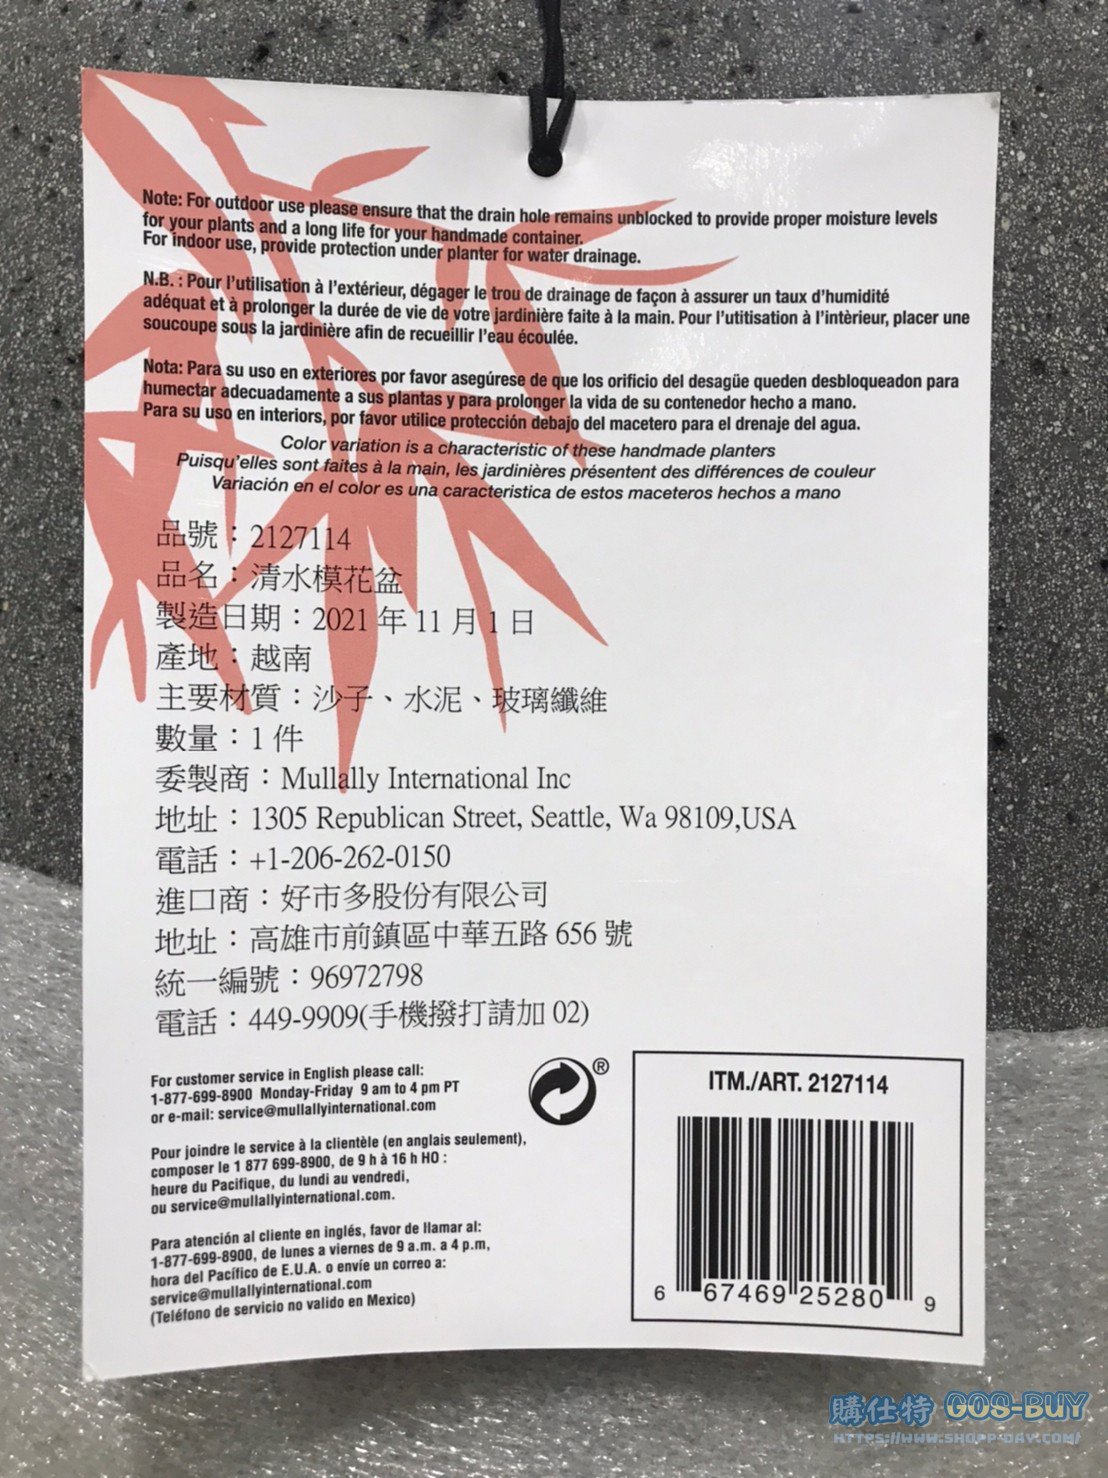 Note: For outdoor use please ensure that the drain hole remains unblocked to provide proper moisture levels
for your plants and a long life for your handmade container.
For indoor use, provide protection under planter for water drainage.
N.B. : Pour l'utilisation à l'extérieur, dégager le trou de drainage de façon à assurer un taux d'humidité
adéquat et à prolonger la durée de vie de votre jardinière faite à la main. Pour l'utitisation à l'intèrieur, placer une
soucoupe sous la jardinière afin de recueillir l'eau écoulée.
Nota: Para su uso en exteriores por favor asegúrese de que los orificio del desagüe queden desbloqueadon para
humectar adecuadamente a sus plantas y para prolonger la vida de su contenedor hecho a mano.
Para su uso en interiors, por favor utilice protección debajo del macetero para el drenaje del agua.
Color variation is a characteristic of these handmade planters
Puisqu'elles sont faites à la main, les jardinières présentent des différences de couleur
Variación en el color es una caracteristica de estos maceteros hechos a mano
品號：2127114
品名：清水模花盆
製造日期：2021 年 11 月 1 日
產地：越南
主要材質：沙子、水泥、玻璃纖維
數量：1 件
委製商：Mullally International Inc
地址：1305 Republican Street, Seattle, Wa 98109,USA
電話：+1-206-262-0150
進口商：好市多股份有限公司
地址：高雄市前鎮區中華五路 656 號
統一編號：96972798
電話：449-9909(手機撥打請加 02)
For customer service in English please call:
1-877-699-8900 Monday-Friday 9 am to 4 pm PT
or e-mail: service@mullallyinternational.com
Pour joindre le service à la clientèle (en anglais seulement),
composer le 1 877 699-8900, de 9 h à 16 h HO :
heure du Pacifique, du lundi au vendredi,
ou service@mullallyinternational.com.
Para atención al cliente en inglés, favor de llamar al:
1-877-699-8900, de lunes a viernes de 9 a.m. a 4 p.m,
hora del Pacífico de E.U.A. o envíe un correo a:
service@mullallyinternational.com
(Teléfono de servicio no valido en Mexico)
®
ITM./ART. 2127114
6 67469 25280 9
購仕特 GOS-BUY
HTTPS://WWW.SHOPP-DAY.COM/